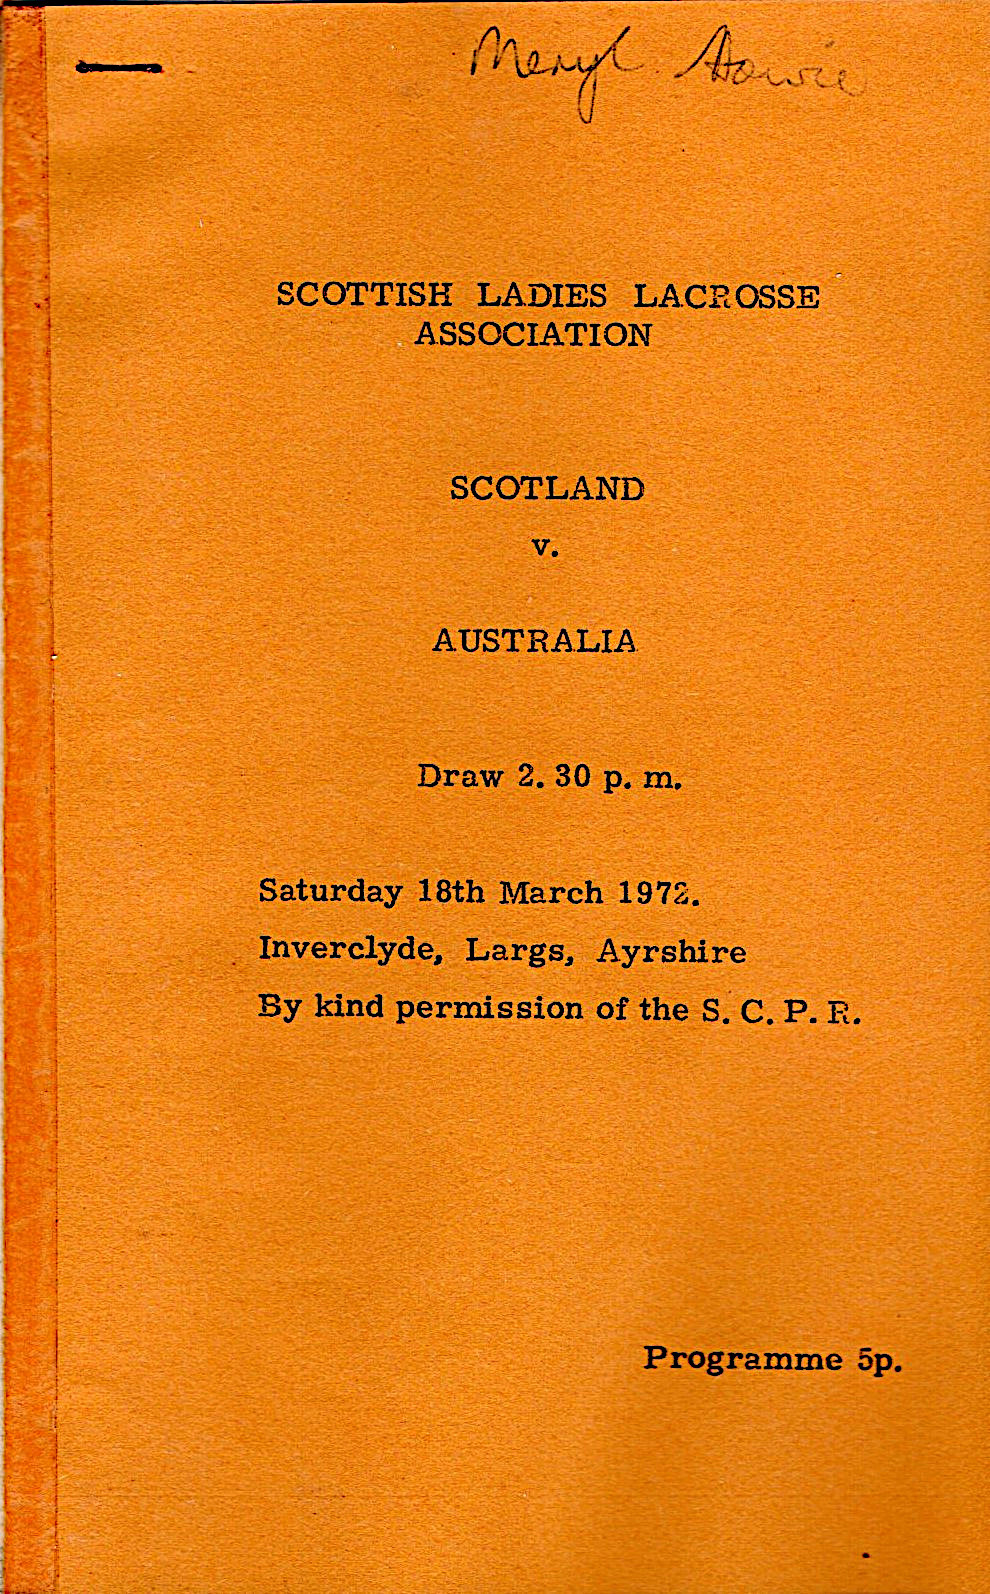 Meryl Howie
SCOTTISH LADIES LACROSSE
ASSOCIATION
SCOTLAND
v.
AUSTRALIA
Draw 2. 30 p. m.
Saturday 18th March 1972.
Inverclyde, Largs, Ayrshire
By kind permission of the S. C. P. R.
Programme 5p.